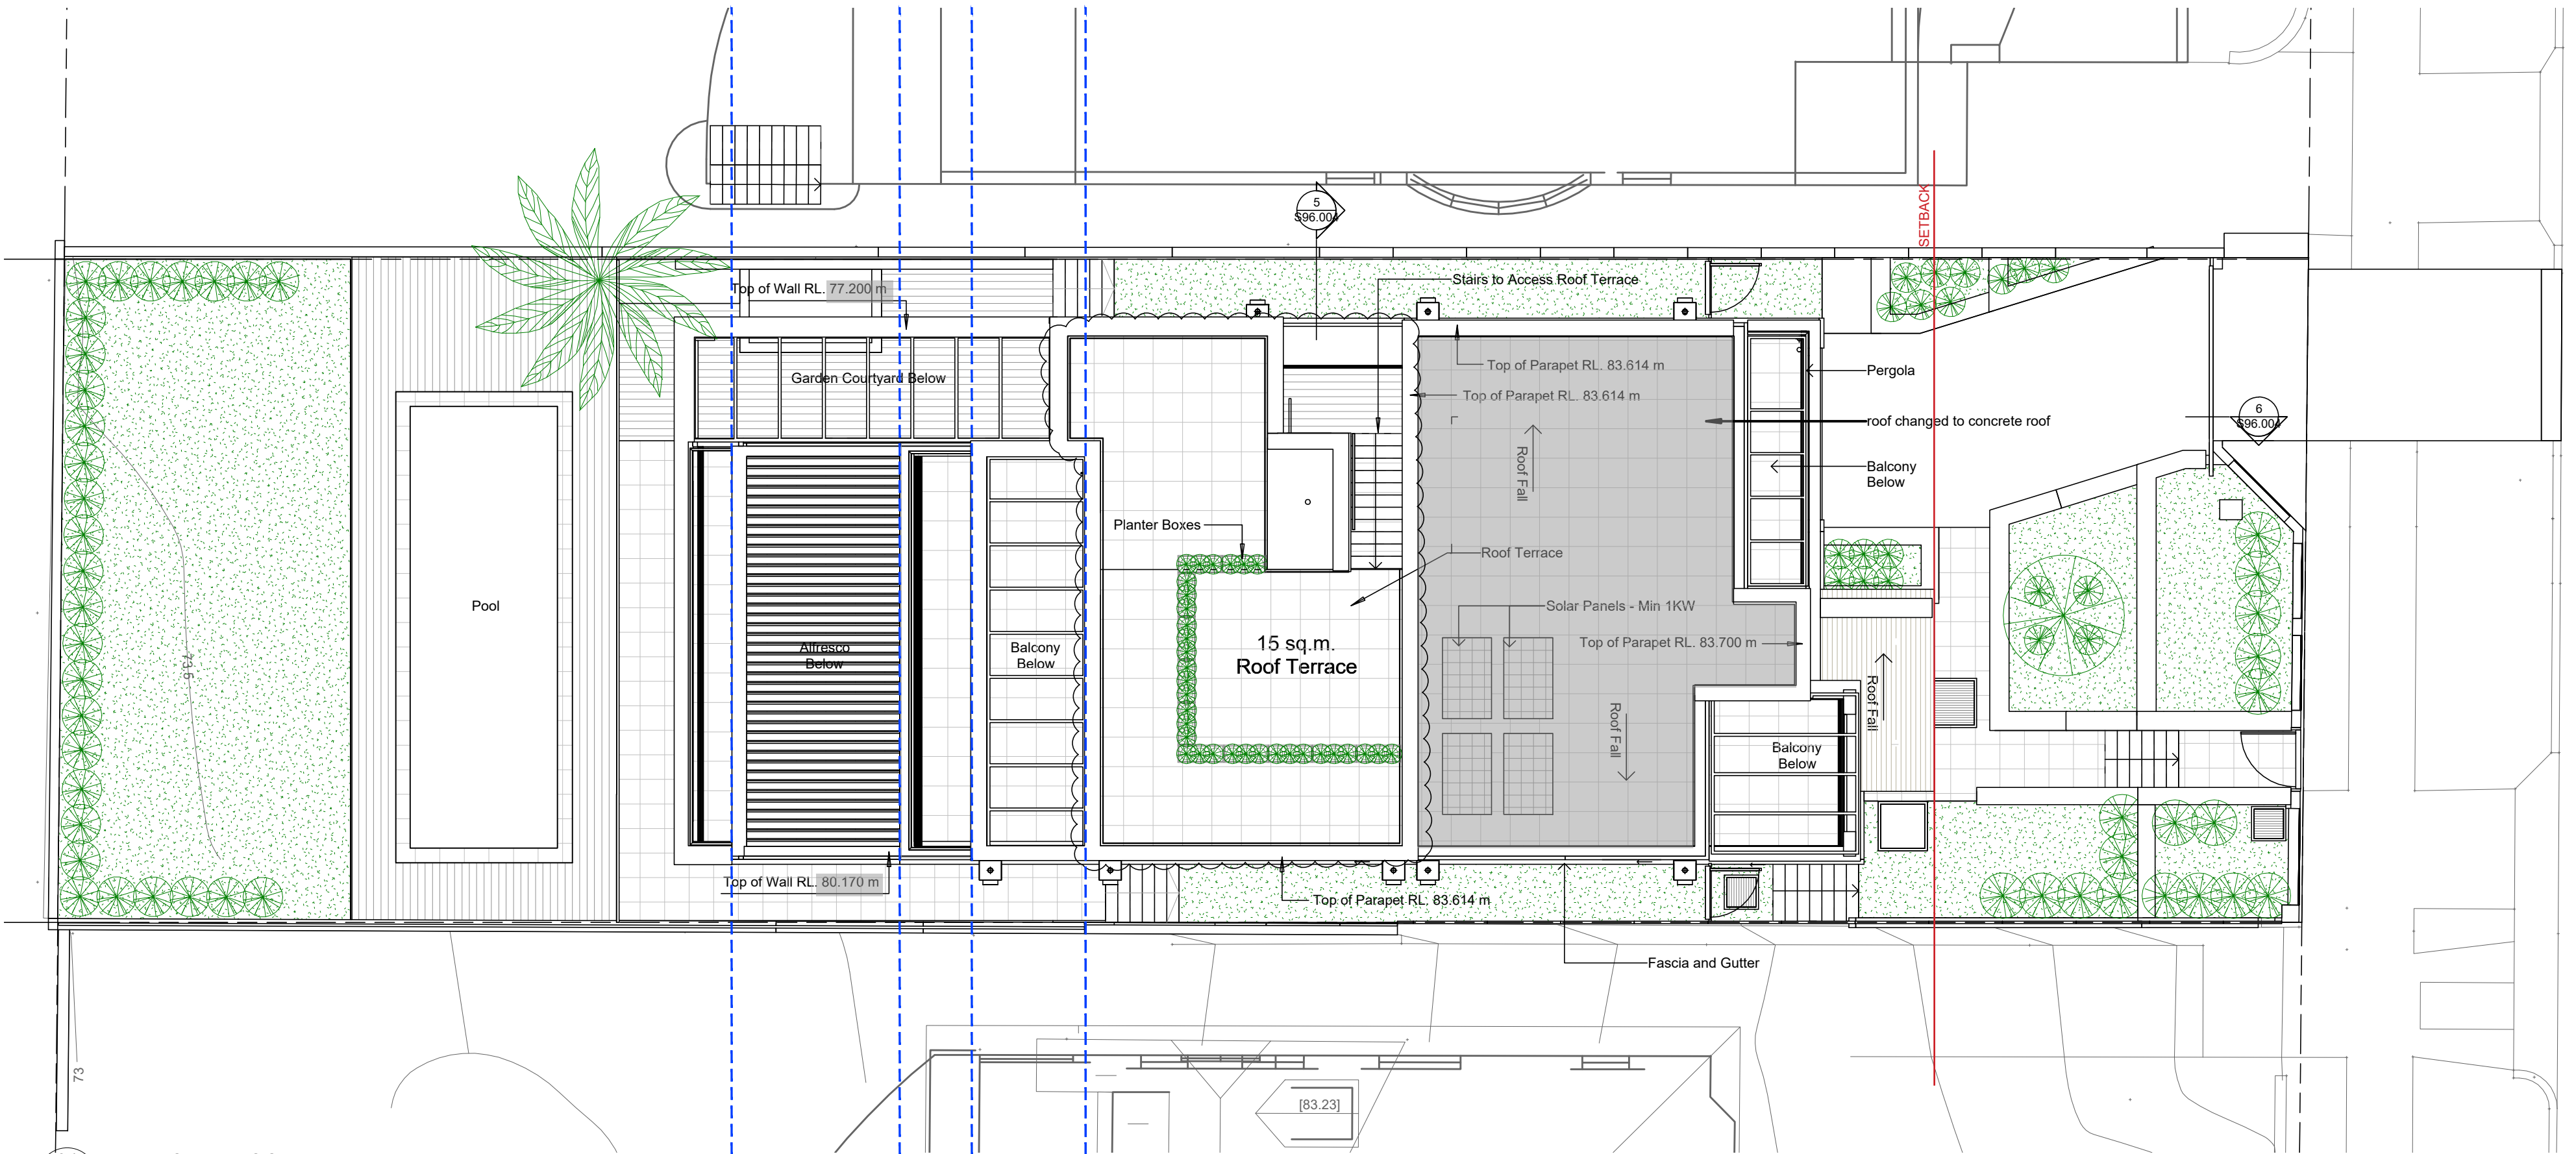 SETBACK
5
S96.004
Stairs to Access Roof Terrace
Top of Wall RL. 77.200 m
Top of Parapet RL. 83.614 m
Pergola
Garden Courtyard Below
Top of Parapet RL. 83.614 m
6
S96.004
roof changed to concrete roof
Roof Fall
Balcony
Below
Planter Boxes
Roof Terrace
Pool
Solar Panels - Min 1KW
15 sq.m.
Roof Terrace
Top of Parapet RL. 83.700 m
Alfresco
Below
Balcony
Below
73.5
Roof Fall
Roof Fall
Balcony
Below
Top of Wall RL. 80.170 m
Top of Parapet RL. 83.614 m
Fascia and Gutter
73
[83.23]